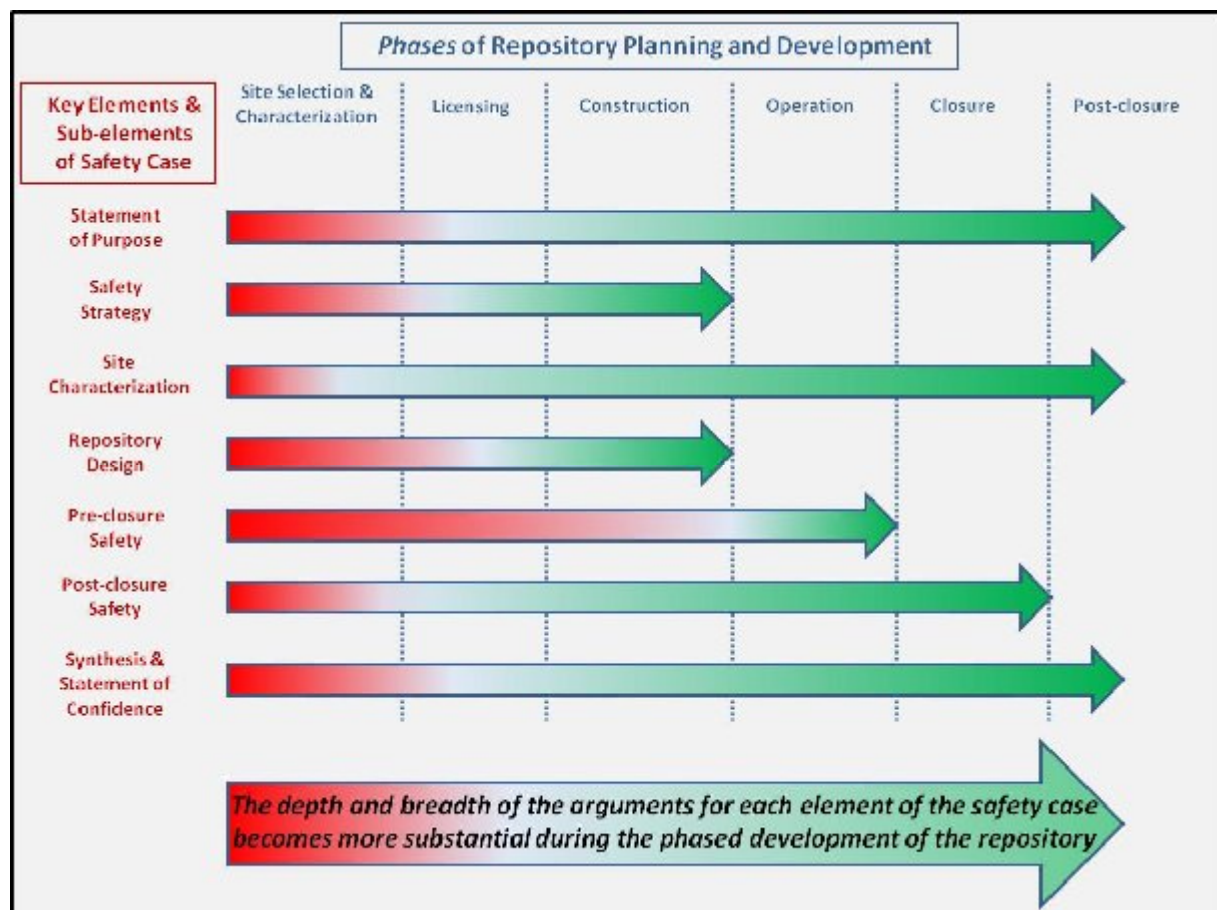 Phases of Repository Planning and Development
Key Elements &
Sub-elements
of Safety Case
Site Selection &
Characterization
Licensing
Construction
Operation
Closure
Post-closure
Statement
of Purpose
Safety
Strategy
Site
Characterization
Repository
Design
Pre-closure
Safety
Post-closure
Safety
Synthesis &
Statement of
Confidence
The depth and breadth of the arguments for each element of the safety case
becomes more substantial during the phased development of the repository